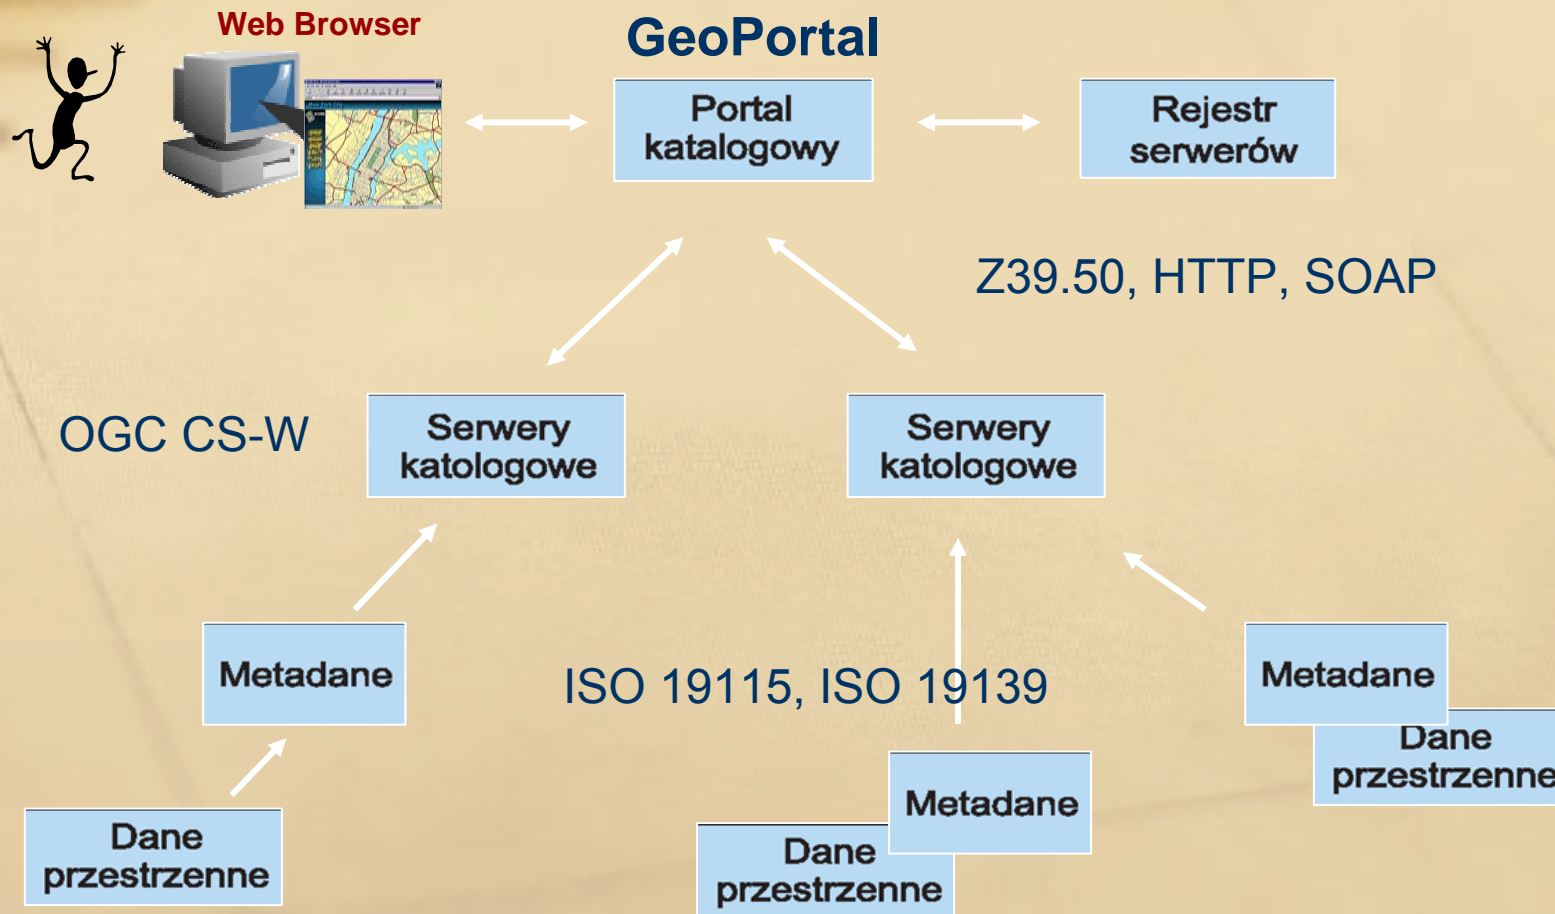 Web Browser
GeoPortal
Portal
katalogowy
Rejestr
serwerów
Z39.50, HTTP, SOAP
OGC CS-W
Serwery
katologowe
Serwery
katologowe
Metadane
ISO 19115, ISO 19139
Metadane
Dane
przestrzenne
Metadane
Dane
przestrzenne
Dane
przestrzenne